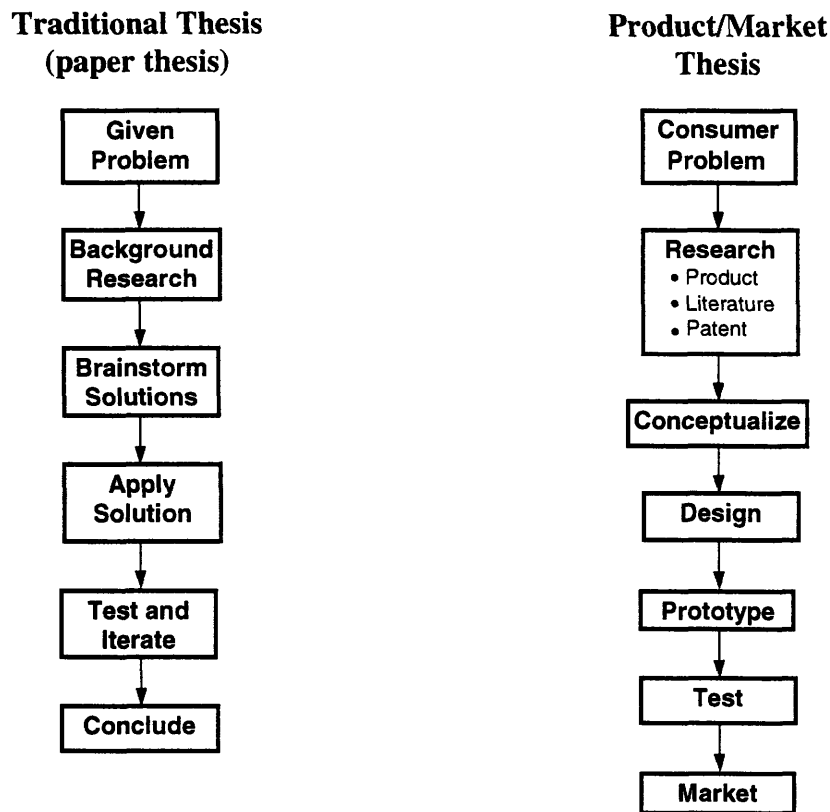 Traditional Thesis
(paper thesis)
Given
Problem
Background
Research
Brainstorm
Solutions
Apply
Solution
Test and
Iterate
Conclude
Product/Market
Thesis
Consumer
Problem
Research
• Product
• Literature
• Patent
Conceptualize
Design
Prototype
Test
Market